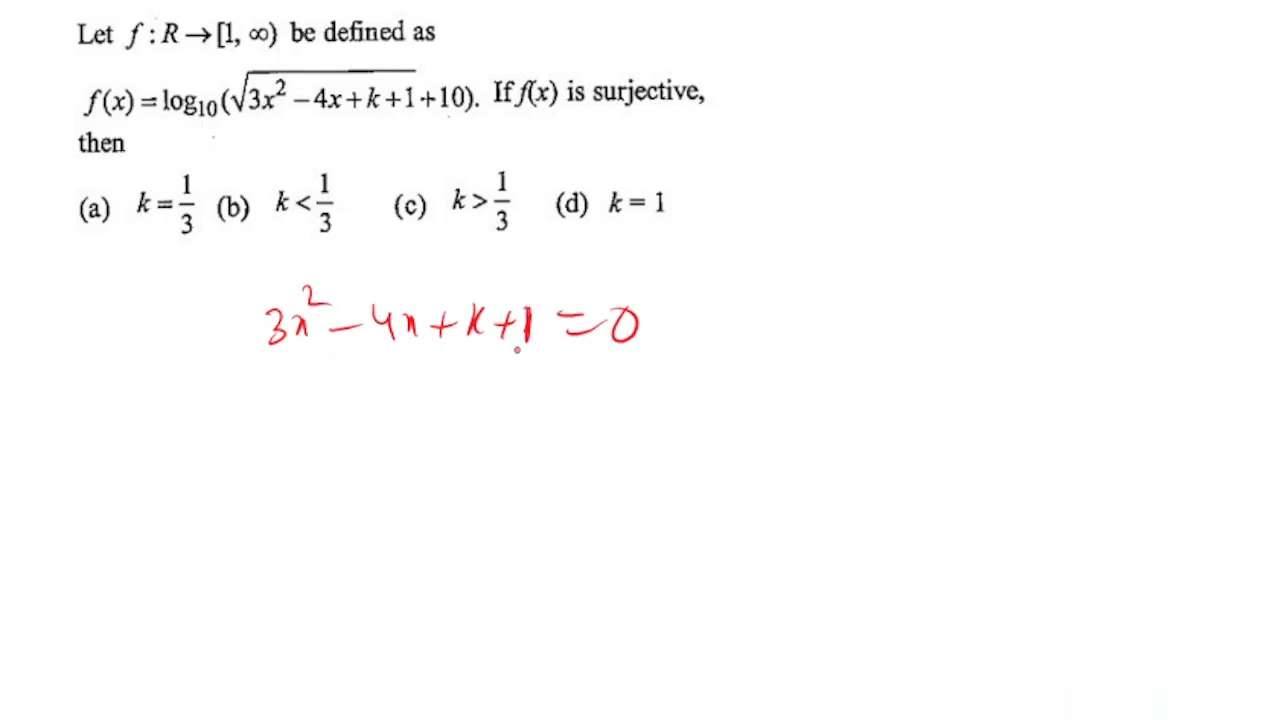 Let f : R → [1, ∞) be defined as
f(x) = log₁₀(√(3x² − 4x + k + 1) + 10). If f(x) is surjective,
then
(a) k = 1/3 (b) k < 1/3 (c) k > 1/3 (d) k = 1
3x² − 4x + k + 1 = 0